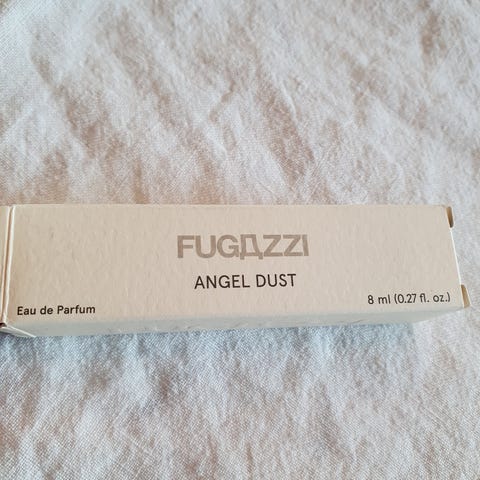 FUGAZZI
ANGEL DUST
Eau de Parfum
8 ml (0.27 fl. oz.)